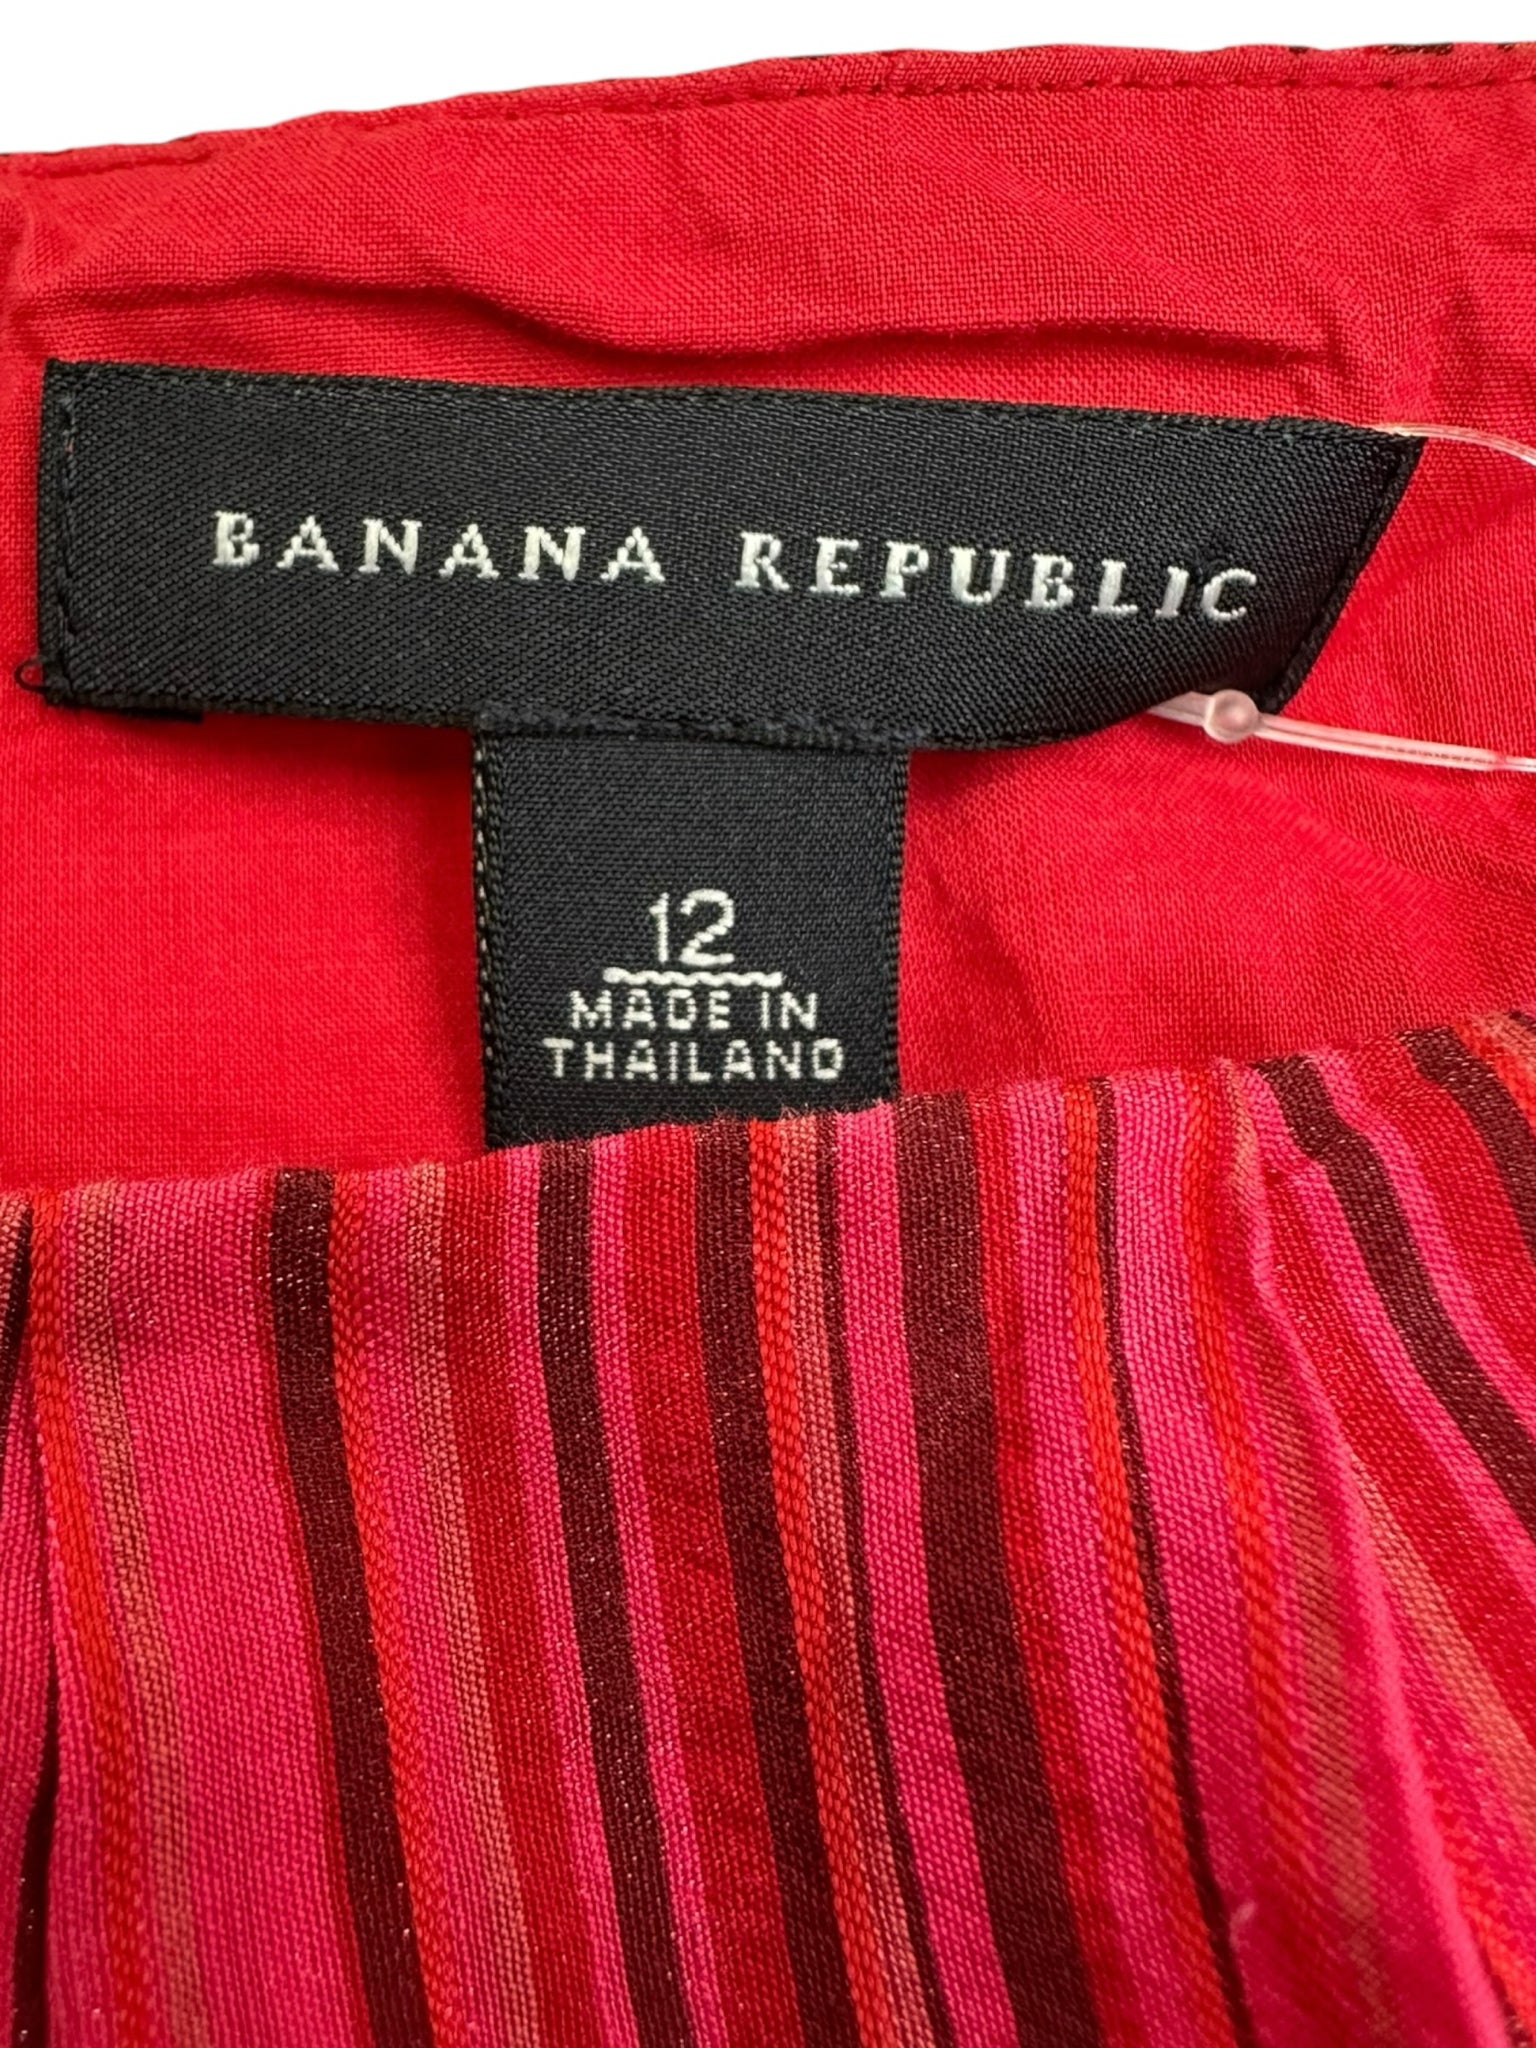 BANANA REPUBLIC
12
MADE IN
THAILAND